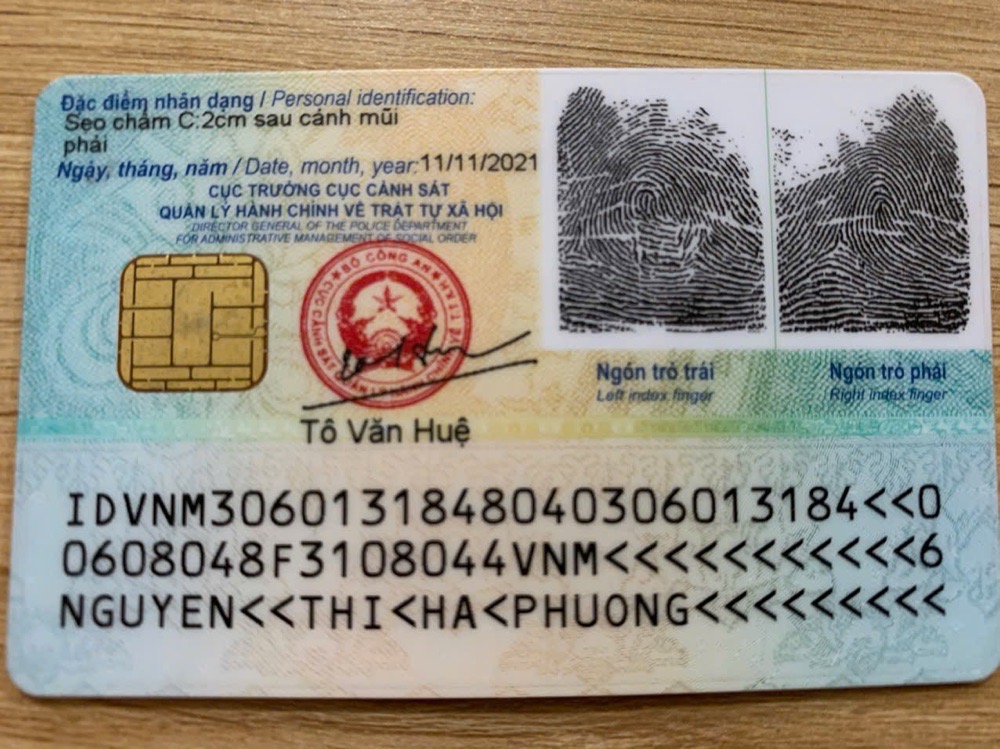 Đặc điểm nhân dạng / Personal identification:
Sẹo chấm C:2cm sau cánh mũi
phải
Ngày, tháng, năm / Date, month, year: 11/11/2021
CỤC TRƯỞNG CỤC CẢNH SÁT
QUẢN LÝ HÀNH CHÍNH VỀ TRẬT TỰ XÃ HỘI
DIRECTOR GENERAL OF THE POLICE DEPARTMENT
FOR ADMINISTRATIVE MANAGEMENT OF SOCIAL ORDER
BỘ CÔNG AN
Tô Văn Huệ
Ngón trỏ trái
Left index finger
Ngón trỏ phải
Right index finger
IDVNM3060131848040306013184<<0
0608048F3108044VNM<<<<<<<<<<<6
NGUYEN<<THI<HA<PHUONG<<<<<<<<<